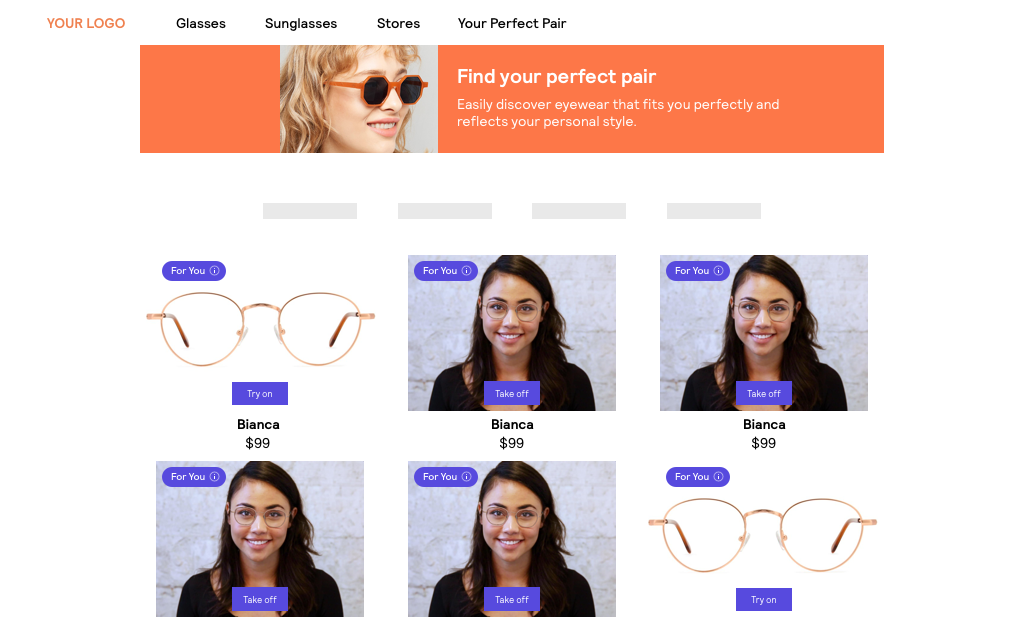 YOUR LOGO
Glasses
Sunglasses
Stores
Your Perfect Pair
Find your perfect pair
Easily discover eyewear that fits you perfectly and
reflects your personal style.
For You
For You
For You
Try on
Take off
Take off
Bianca
Bianca
Bianca
$99
$99
$99
For You
For You
For You
Take off
Take off
Try on